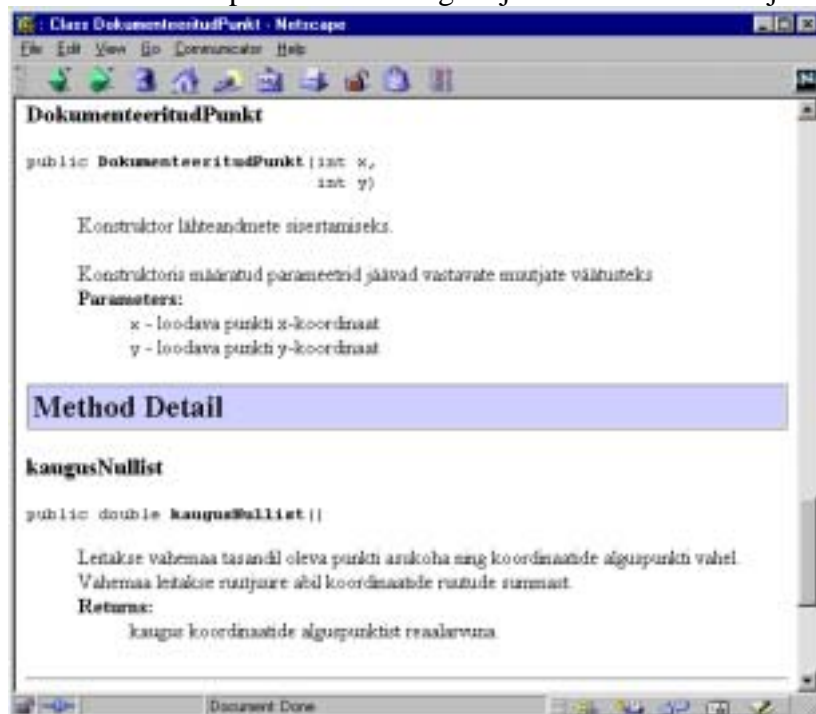 : Class DokumenteeritudPunkt - Netscape
File Edit View Go Communicator Help
DokumenteeritudPunkt
public DokumenteeritudPunkt(int x,
int y)
Konstruktor lähteandmete sisestamiseks.
Konstruktoris määratud parameetrid jäävad vastavate muutjate väätusteks
Parameters:
x - loodava punkti x-koordinaat
y - loodava punkti y-koordinaat
Method Detail
kaugusNullist
public double kaugusNullist()
Leitakse vahemaa tasandil oleva punkti asukoha ning koordinaatide alguspunkti vahel.
Vahemaa leitakse ruutjuure abil koordinaatide ruutude summast.
Returns:
kaugus koordinaatide alguspunktist reaalarvuna.
Document Done